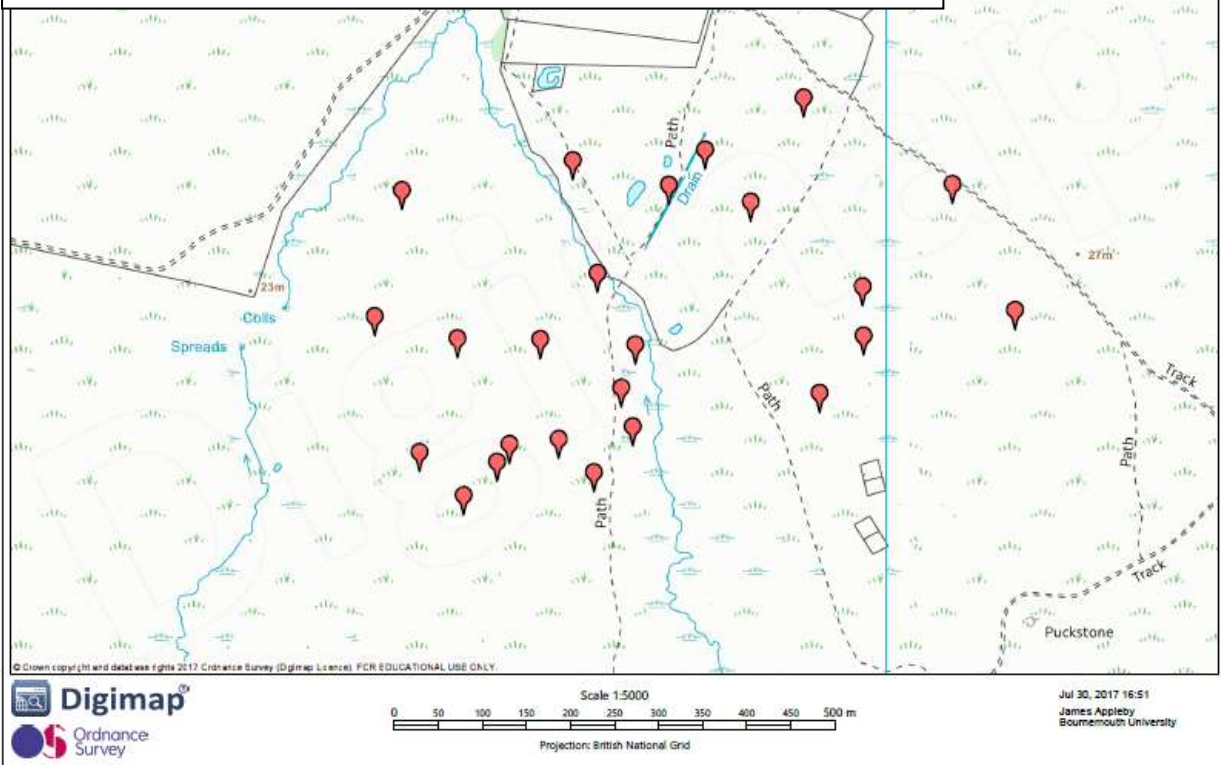 Path
Drain
27m
23m
Colls
Spreads
Track
Path
Path
Path
Track
Puckstone
© Crown copyright and database rights 2017 Ordnance Survey (Digimap Licence). FOR EDUCATIONAL USE ONLY.
Digimap®
Ordnance
Survey
Scale 1:5000
0 50 100 150 200 250 300 350 400 450 500 m
Projection: British National Grid
Jul 30, 2017 16:51
James Appleby
Bournemouth University